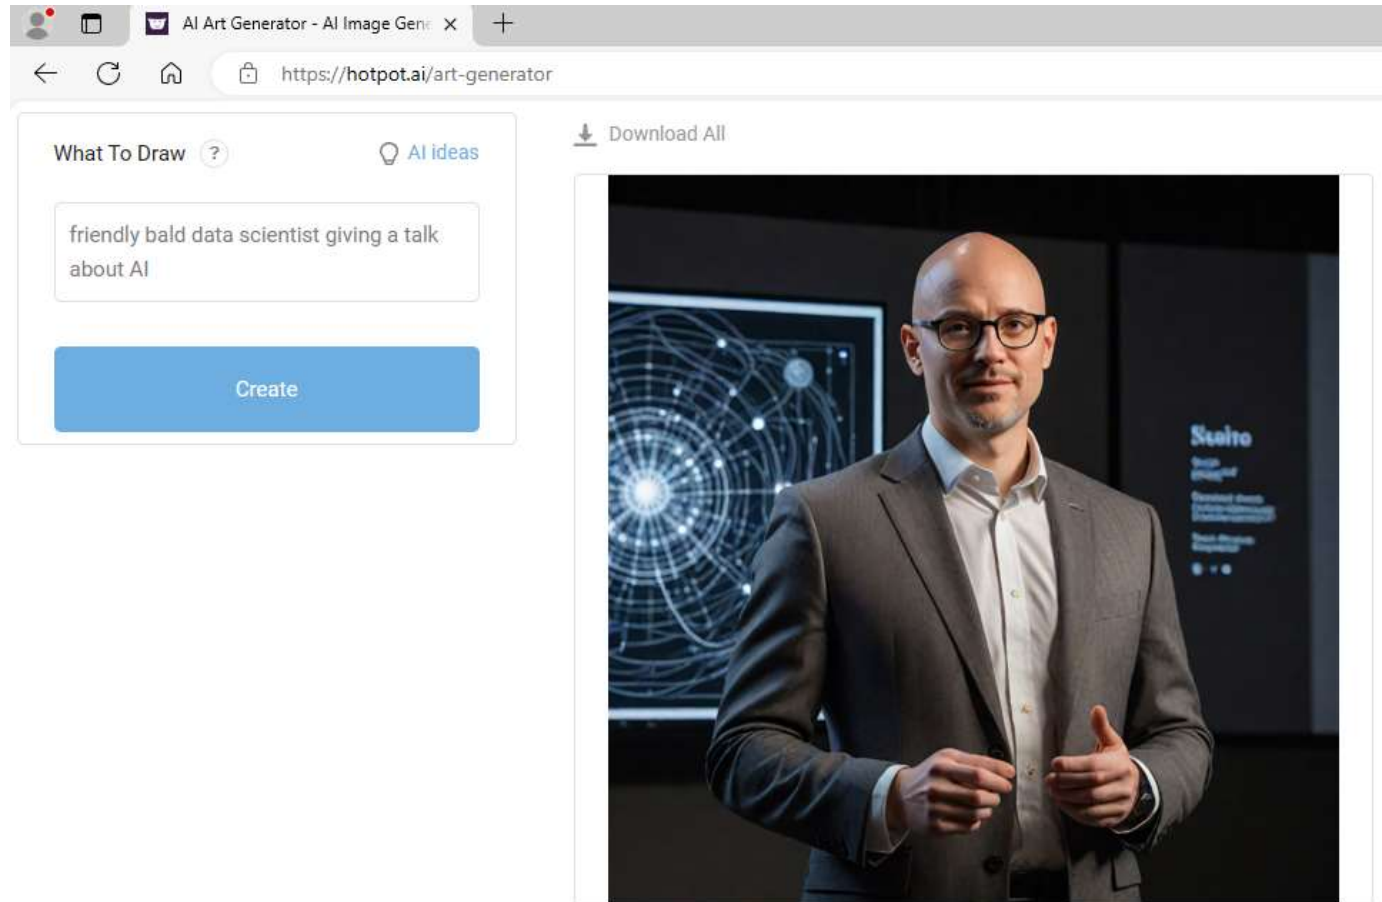 AI Art Generator - AI Image Gen
https://hotpot.ai/art-generator
What To Draw ?
AI ideas
friendly bald data scientist giving a talk
about AI
Create
Download All